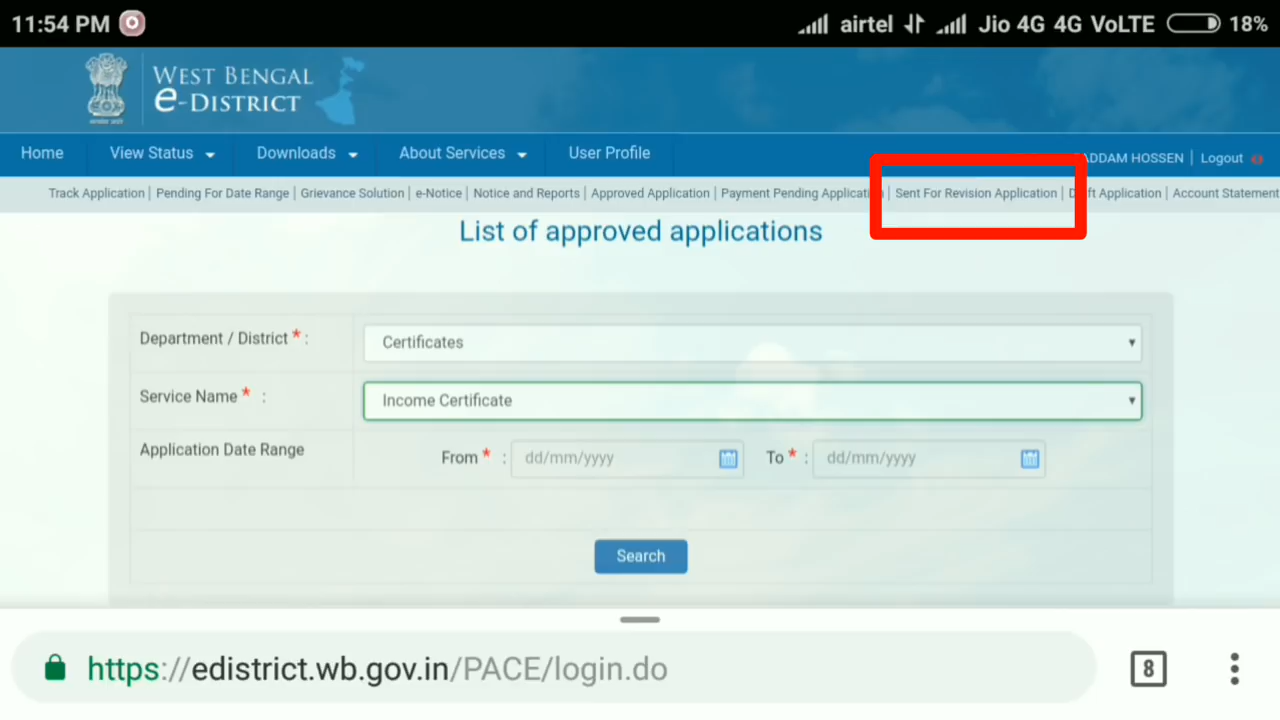 11:54 PM airtel Jio 4G 4G VoLTE 18%
WEST BENGAL
e-DISTRICT
Home View Status Downloads About Services User Profile
ADDAM HOSSEN | Logout
Track Application | Pending For Date Range | Grievance Solution | e-Notice | Notice and Reports | Approved Application | Payment Pending Applicati | Sent For Revision Application | D ft Application | Account Statement
List of approved applications
Department / District * : Certificates
Service Name * : Income Certificate
Application Date Range From * : dd/mm/yyyy To * : dd/mm/yyyy
Search
https://edistrict.wb.gov.in/PACE/login.do 8